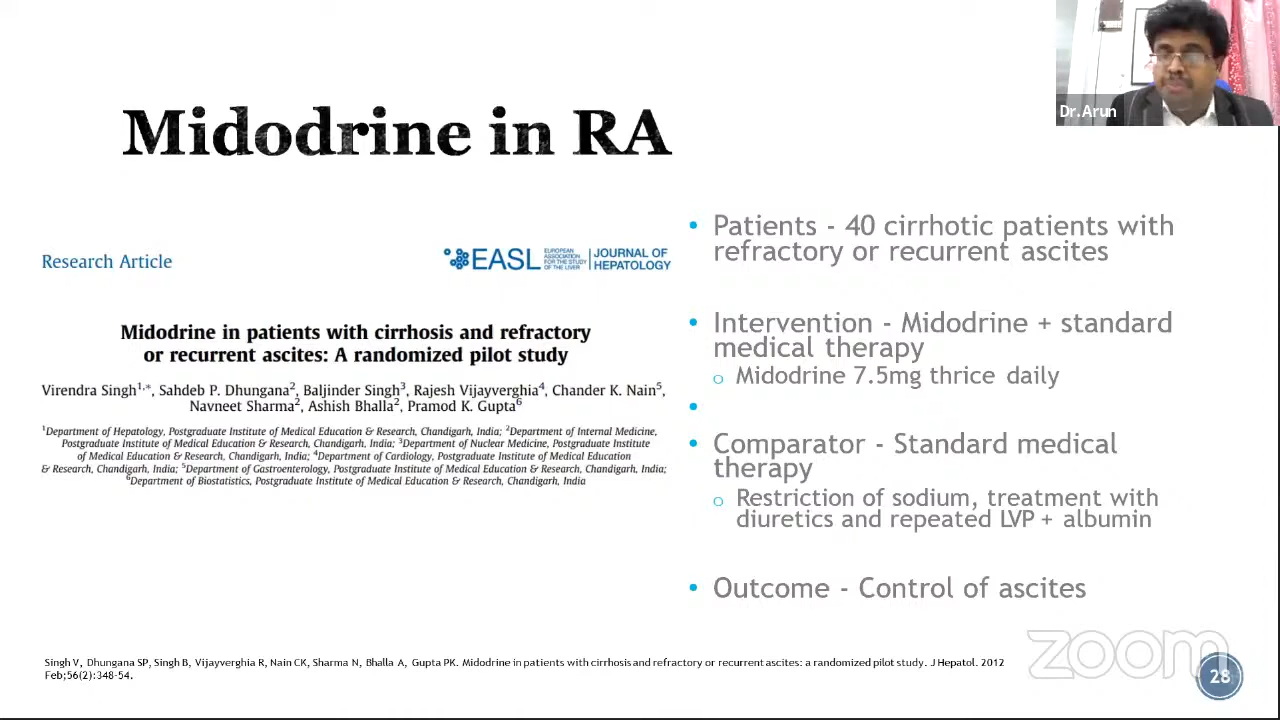 Dr.Arun
Midodrine in RA
Research Article
EASL
EUROPEAN
ASSOCIATION
FOR THE STUDY
OF THE LIVER
JOURNAL OF
HEPATOLOGY
Midodrine in patients with cirrhosis and refractory
or recurrent ascites: A randomized pilot study
Virendra Singh1,*, Sahdeb P. Dhungana2, Baljinder Singh3, Rajesh Vijayverghia4, Chander K. Nain5,
Navneet Sharma2, Ashish Bhalla2, Pramod K. Gupta6
1Department of Hepatology, Postgraduate Institute of Medical Education & Research, Chandigarh, India; 2Department of Internal Medicine,
Postgraduate Institute of Medical Education & Research, Chandigarh, India; 3Department of Nuclear Medicine, Postgraduate Institute
of Medical Education & Research, Chandigarh, India; 4Department of Cardiology, Postgraduate Institute of Medical Education
& Research, Chandigarh, India; 5Department of Gastroenterology, Postgraduate Institute of Medical Education & Research, Chandigarh, India;
6Department of Biostatistics, Postgraduate Institute of Medical Education & Research, Chandigarh, India
• Patients - 40 cirrhotic patients with
refractory or recurrent ascites
• Intervention - Midodrine + standard
medical therapy
o Midodrine 7.5mg thrice daily
•
• Comparator - Standard medical
therapy
o Restriction of sodium, treatment with
diuretics and repeated LVP + albumin
• Outcome - Control of ascites
Singh V, Dhungana SP, Singh B, Vijayverghia R, Nain CK, Sharma N, Bhalla A, Gupta PK. Midodrine in patients with cirrhosis and refractory or recurrent ascites: a randomized pilot study. J Hepatol. 2012
Feb;56(2):348-54.
zoom
28